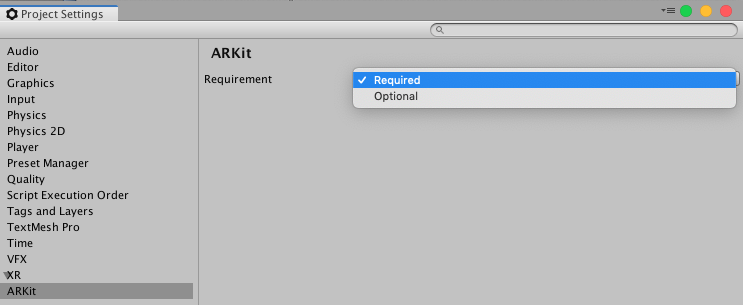 Project Settings
Audio
Editor
Graphics
Input
Physics
Physics 2D
Player
Preset Manager
Quality
Script Execution Order
Tags and Layers
TextMesh Pro
Time
VFX
XR
ARKit
ARKit
Requirement
Required
Optional